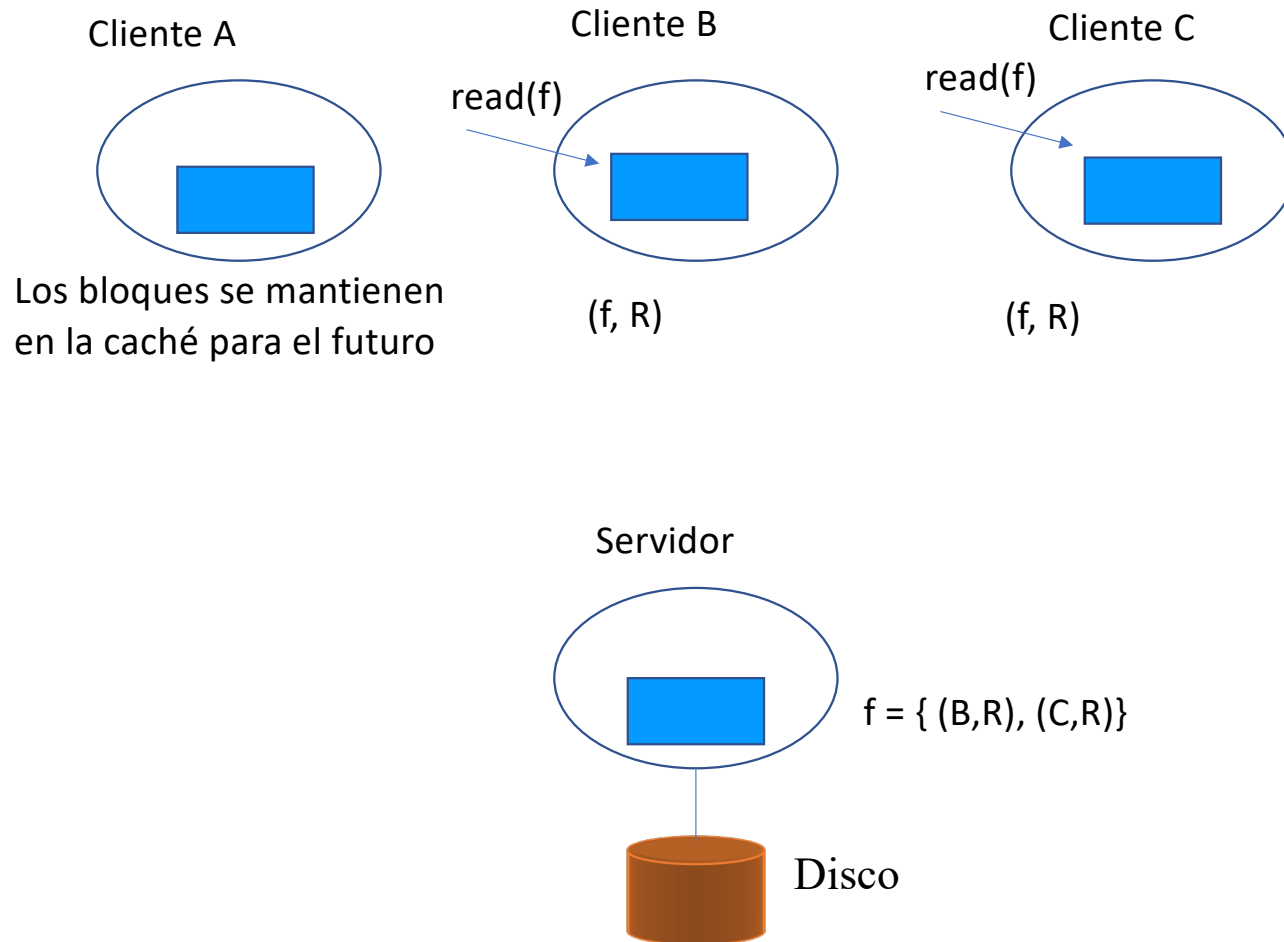 Cliente A
Cliente B
Cliente C
read(f)
read(f)
Los bloques se mantienen
en la caché para el futuro
(f, R)
(f, R)
Servidor
f = { (B,R), (C,R)}
Disco